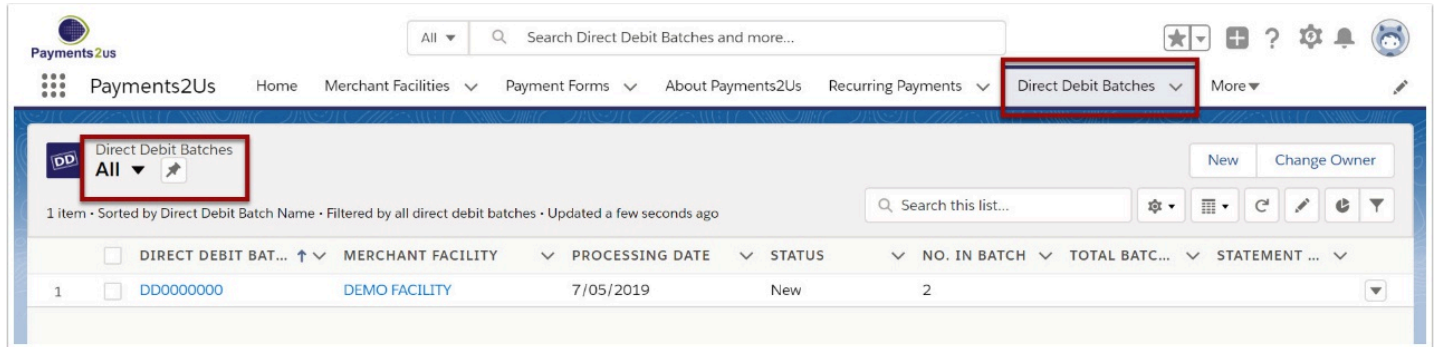 Payments2us
All Search Direct Debit Batches and more...
Payments2Us Home Merchant Facilities Payment Forms About Payments2Us Recurring Payments Direct Debit Batches More
DD
Direct Debit Batches
All
New Change Owner
1 item • Sorted by Direct Debit Batch Name • Filtered by all direct debit batches • Updated a few seconds ago
Search this list...
DIRECT DEBIT BAT... MERCHANT FACILITY PROCESSING DATE STATUS NO. IN BATCH TOTAL BATC... STATEMENT ...
1 DD0000000 DEMO FACILITY 7/05/2019 New 2